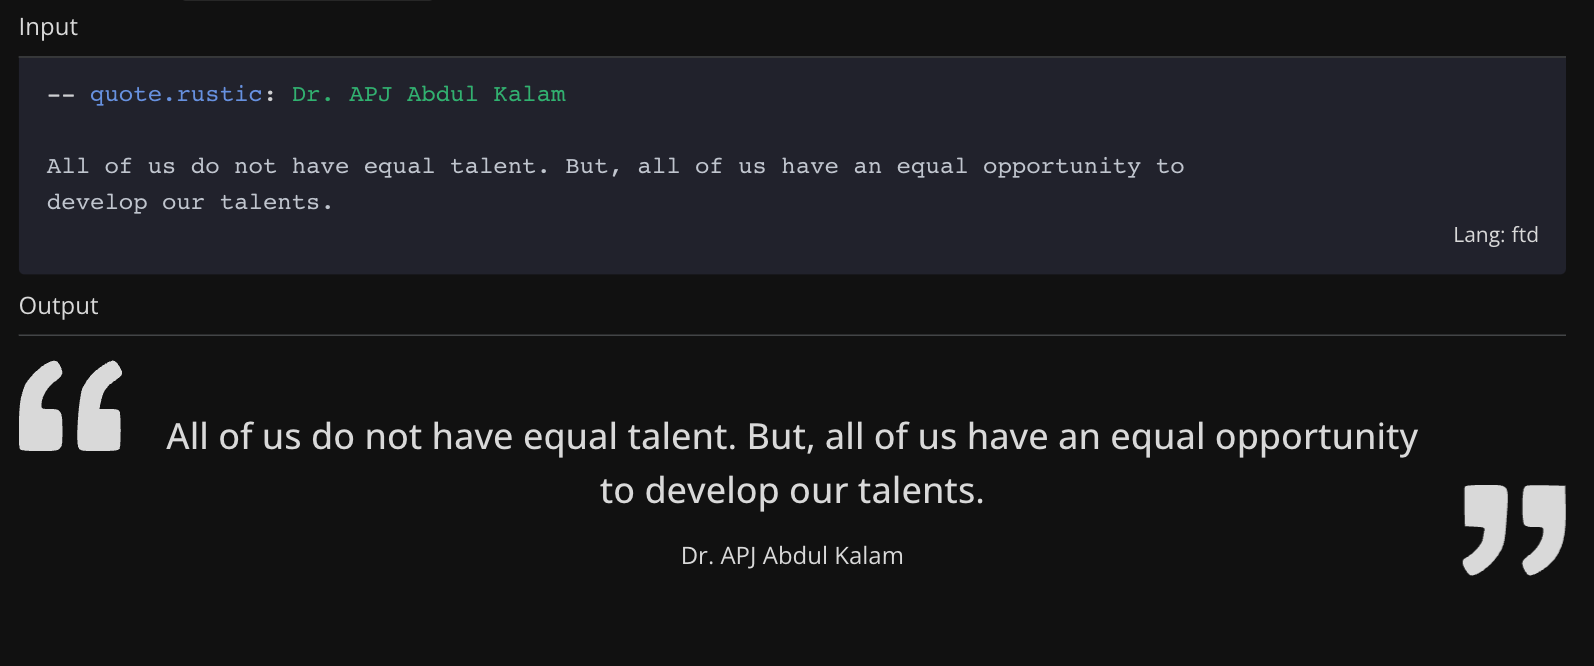 Input
-- quote.rustic: Dr. APJ Abdul Kalam
All of us do not have equal talent. But, all of us have an equal opportunity to
develop our talents.
Lang: ftd
Output
“
All of us do not have equal talent. But, all of us have an equal opportunity
to develop our talents.
”
Dr. APJ Abdul Kalam